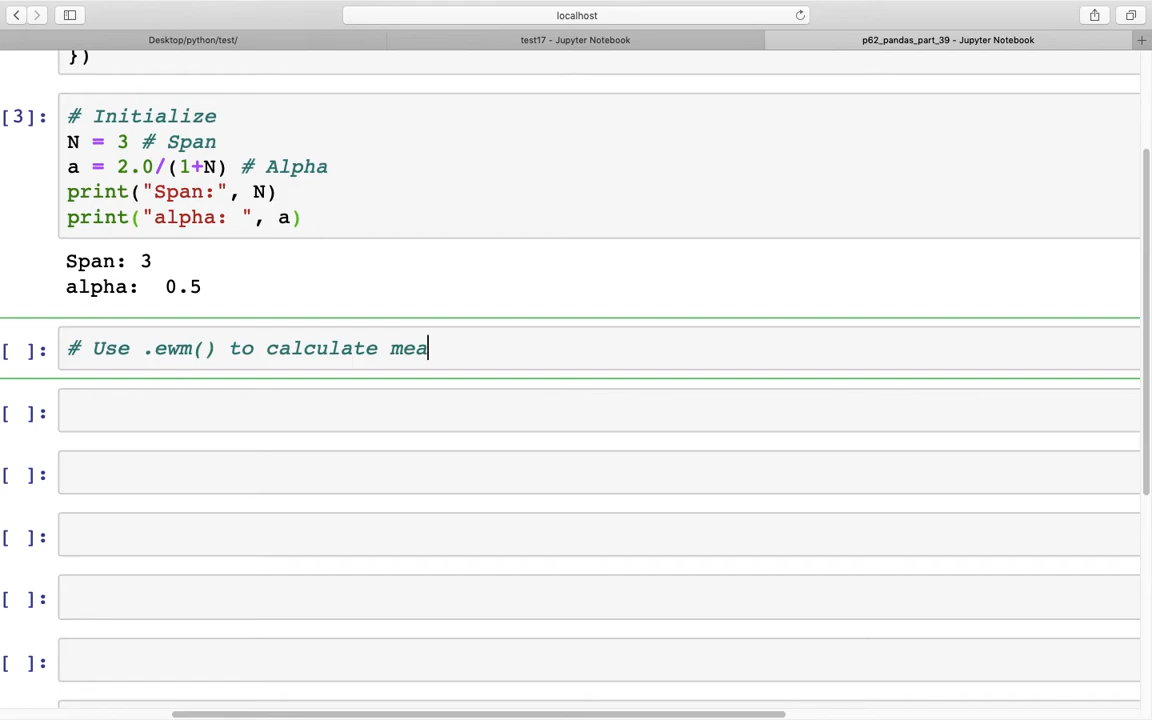 localhost
Desktop/python/test/
test17 - Jupyter Notebook
p62_pandas_part_39 - Jupyter Notebook
})
[3]:
# Initialize
N = 3 # Span
a = 2.0/(1+N) # Alpha
print("Span:", N)
print("alpha: ", a)
Span: 3
alpha:  0.5
[ ]:
# Use .ewm() to calculate mea
[ ]:
[ ]:
[ ]:
[ ]:
[ ]: